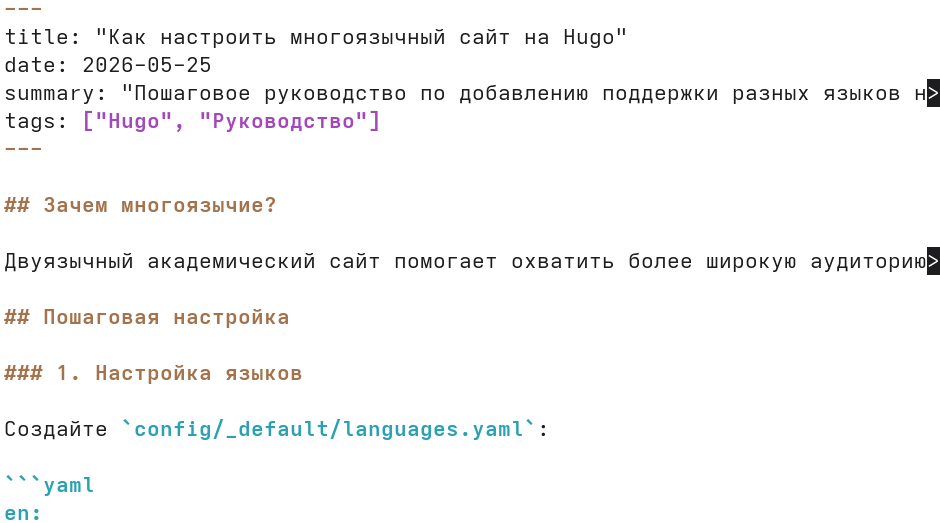 ---
title: "Как настроить многоязычный сайт на Hugo"
date: 2026-05-25
summary: "Пошаговое руководство по добавлению поддержки разных языков н>
tags: ["Hugo", "Руководство"]
---
## Зачем многоязычие?
Двуязычный академический сайт помогает охватить более широкую аудиторию>
## Пошаговая настройка
### 1. Настройка языков
Создайте `config/_default/languages.yaml`:
```yaml
en: